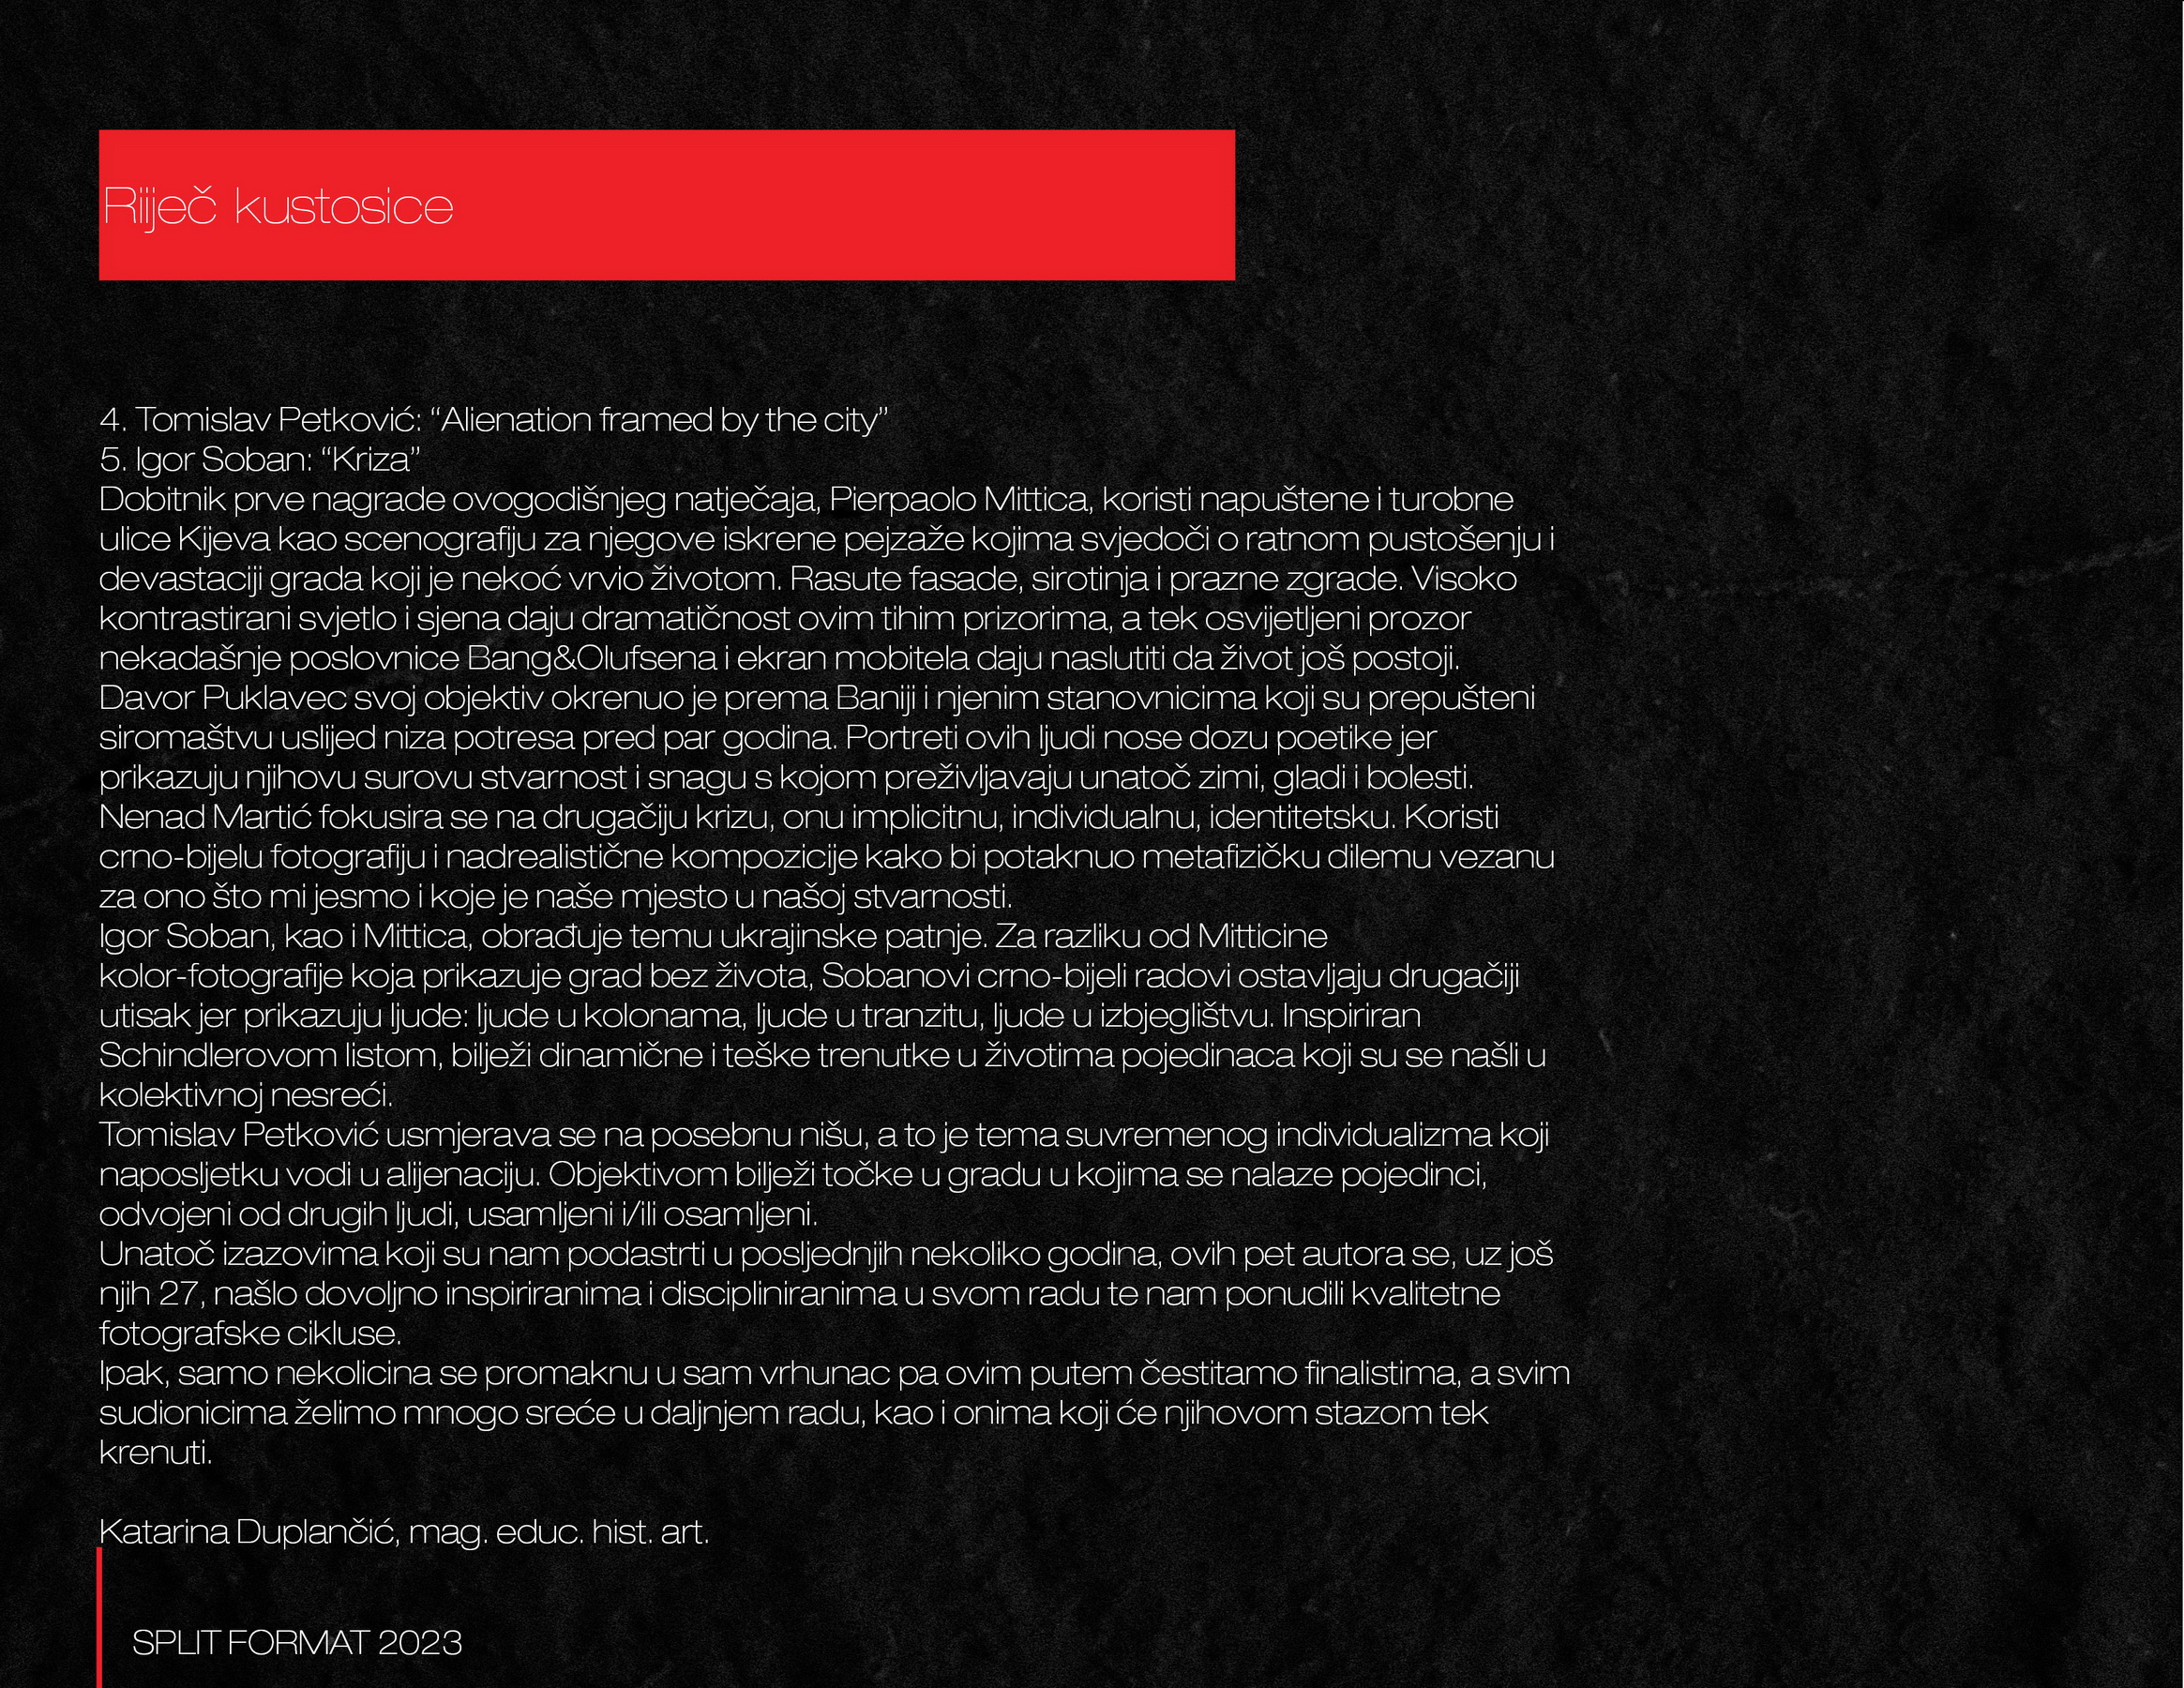 Riiječ kustosice
4. Tomislav Petković: “Alienation framed by the city”
5. Igor Soban: “Kriza”
Dobitnik prve nagrade ovogodišnjeg natječaja, Pierpaolo Mittica, koristi napuštene i turobne
ulice Kijeva kao scenografiju za njegove iskrene pejzaže kojima svjedoči o ratnom pustošenju i
devastaciji grada koji je nekoć vrvio životom. Rasute fasade, sirotinja i prazne zgrade. Visoko
kontrastirani svjetlo i sjena daju dramatičnost ovim tihim prizorima, a tek osvijetljeni prozor
nekadašnje poslovnice Bang&Olufsena i ekran mobitela daju naslutiti da život još postoji.
Davor Puklavec svoj objektiv okrenuo je prema Baniji i njenim stanovnicima koji su prepušteni
siromaštvu uslijed niza potresa pred par godina. Portreti ovih ljudi nose dozu poetike jer
prikazuju njihovu surovu stvarnost i snagu s kojom preživljavaju unatoč zimi, gladi i bolesti.
Nenad Martić fokusira se na drugačiju krizu, onu implicitnu, individualnu, identitetsku. Koristi
crno-bijelu fotografiju i nadrealistične kompozicije kako bi potaknuo metafizičku dilemu vezanu
za ono što mi jesmo i koje je naše mjesto u našoj stvarnosti.
Igor Soban, kao i Mittica, obrađuje temu ukrajinske patnje. Za razliku od Mitticine
kolor-fotografije koja prikazuje grad bez života, Sobanovi crno-bijeli radovi ostavljaju drugačiji
utisak jer prikazuju ljude: ljude u kolonama, ljude u tranzitu, ljude u izbjeglištvu. Inspiriran
Schindlerovom listom, bilježi dinamične i teške trenutke u životima pojedinaca koji su se našli u
kolektivnoj nesreći.
Tomislav Petković usmjerava se na posebnu nišu, a to je tema suvremenog individualizma koji
naposljetku vodi u alijenaciju. Objektivom bilježi točke u gradu u kojima se nalaze pojedinci,
odvojeni od drugih ljudi, usamljeni i/ili osamljeni.
Unatoč izazovima koji su nam podastrti u posljednjih nekoliko godina, ovih pet autora se, uz još
njih 27, našlo dovoljno inspiriranima i discipliniranima u svom radu te nam ponudili kvalitetne
fotografske cikluse.
Ipak, samo nekolicina se promaknu u sam vrhunac pa ovim putem čestitamo finalistima, a svim
sudionicima želimo mnogo sreće u daljnjem radu, kao i onima koji će njihovom stazom tek
krenuti.
Katarina Duplančić, mag. educ. hist. art.
SPLIT FORMAT 2023